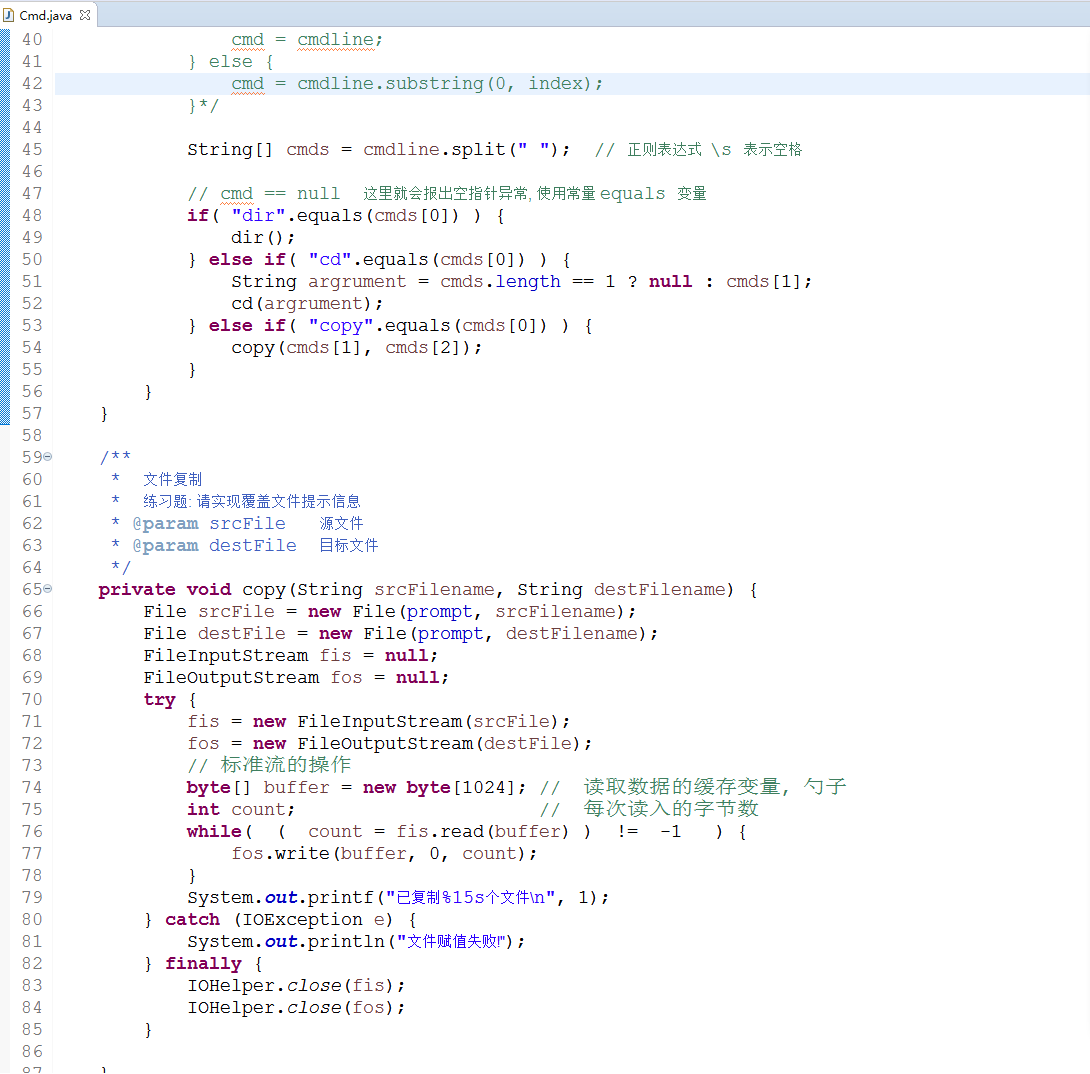 Cmd.java
40 cmd = cmdline;
41 } else {
42 cmd = cmdline.substring(0, index);
43 }*/
44
45 String[] cmds = cmdline.split(" "); // 正则表达式 \s 表示空格
46
47 // cmd == null 这里就会报出空指针异常, 使用常量 equals 变量
48 if( "dir".equals(cmds[0]) ) {
49 dir();
50 } else if( "cd".equals(cmds[0]) ) {
51 String argrument = cmds.length == 1 ? null : cmds[1];
52 cd(argrument);
53 } else if( "copy".equals(cmds[0]) ) {
54 copy(cmds[1], cmds[2]);
55 }
56 }
57 }
58
59 /**
60 * 文件复制
61 * 练习题: 请实现覆盖文件提示信息
62 * @param srcFile 源文件
63 * @param destFile 目标文件
64 */
65 private void copy(String srcFilename, String destFilename) {
66 File srcFile = new File(prompt, srcFilename);
67 File destFile = new File(prompt, destFilename);
68 FileInputStream fis = null;
69 FileOutputStream fos = null;
70 try {
71 fis = new FileInputStream(srcFile);
72 fos = new FileOutputStream(destFile);
73 // 标准流的操作
74 byte[] buffer = new byte[1024]; // 读取数据的缓存变量, 勺子
75 int count; // 每次读入的字节数
76 while( ( count = fis.read(buffer) ) != -1 ) {
77 fos.write(buffer, 0, count);
78 }
79 System.out.printf("已复制%15s个文件\n", 1);
80 } catch (IOException e) {
81 System.out.println("文件赋值失败!");
82 } finally {
83 IOHelper.close(fis);
84 IOHelper.close(fos);
85 }
86
87 }